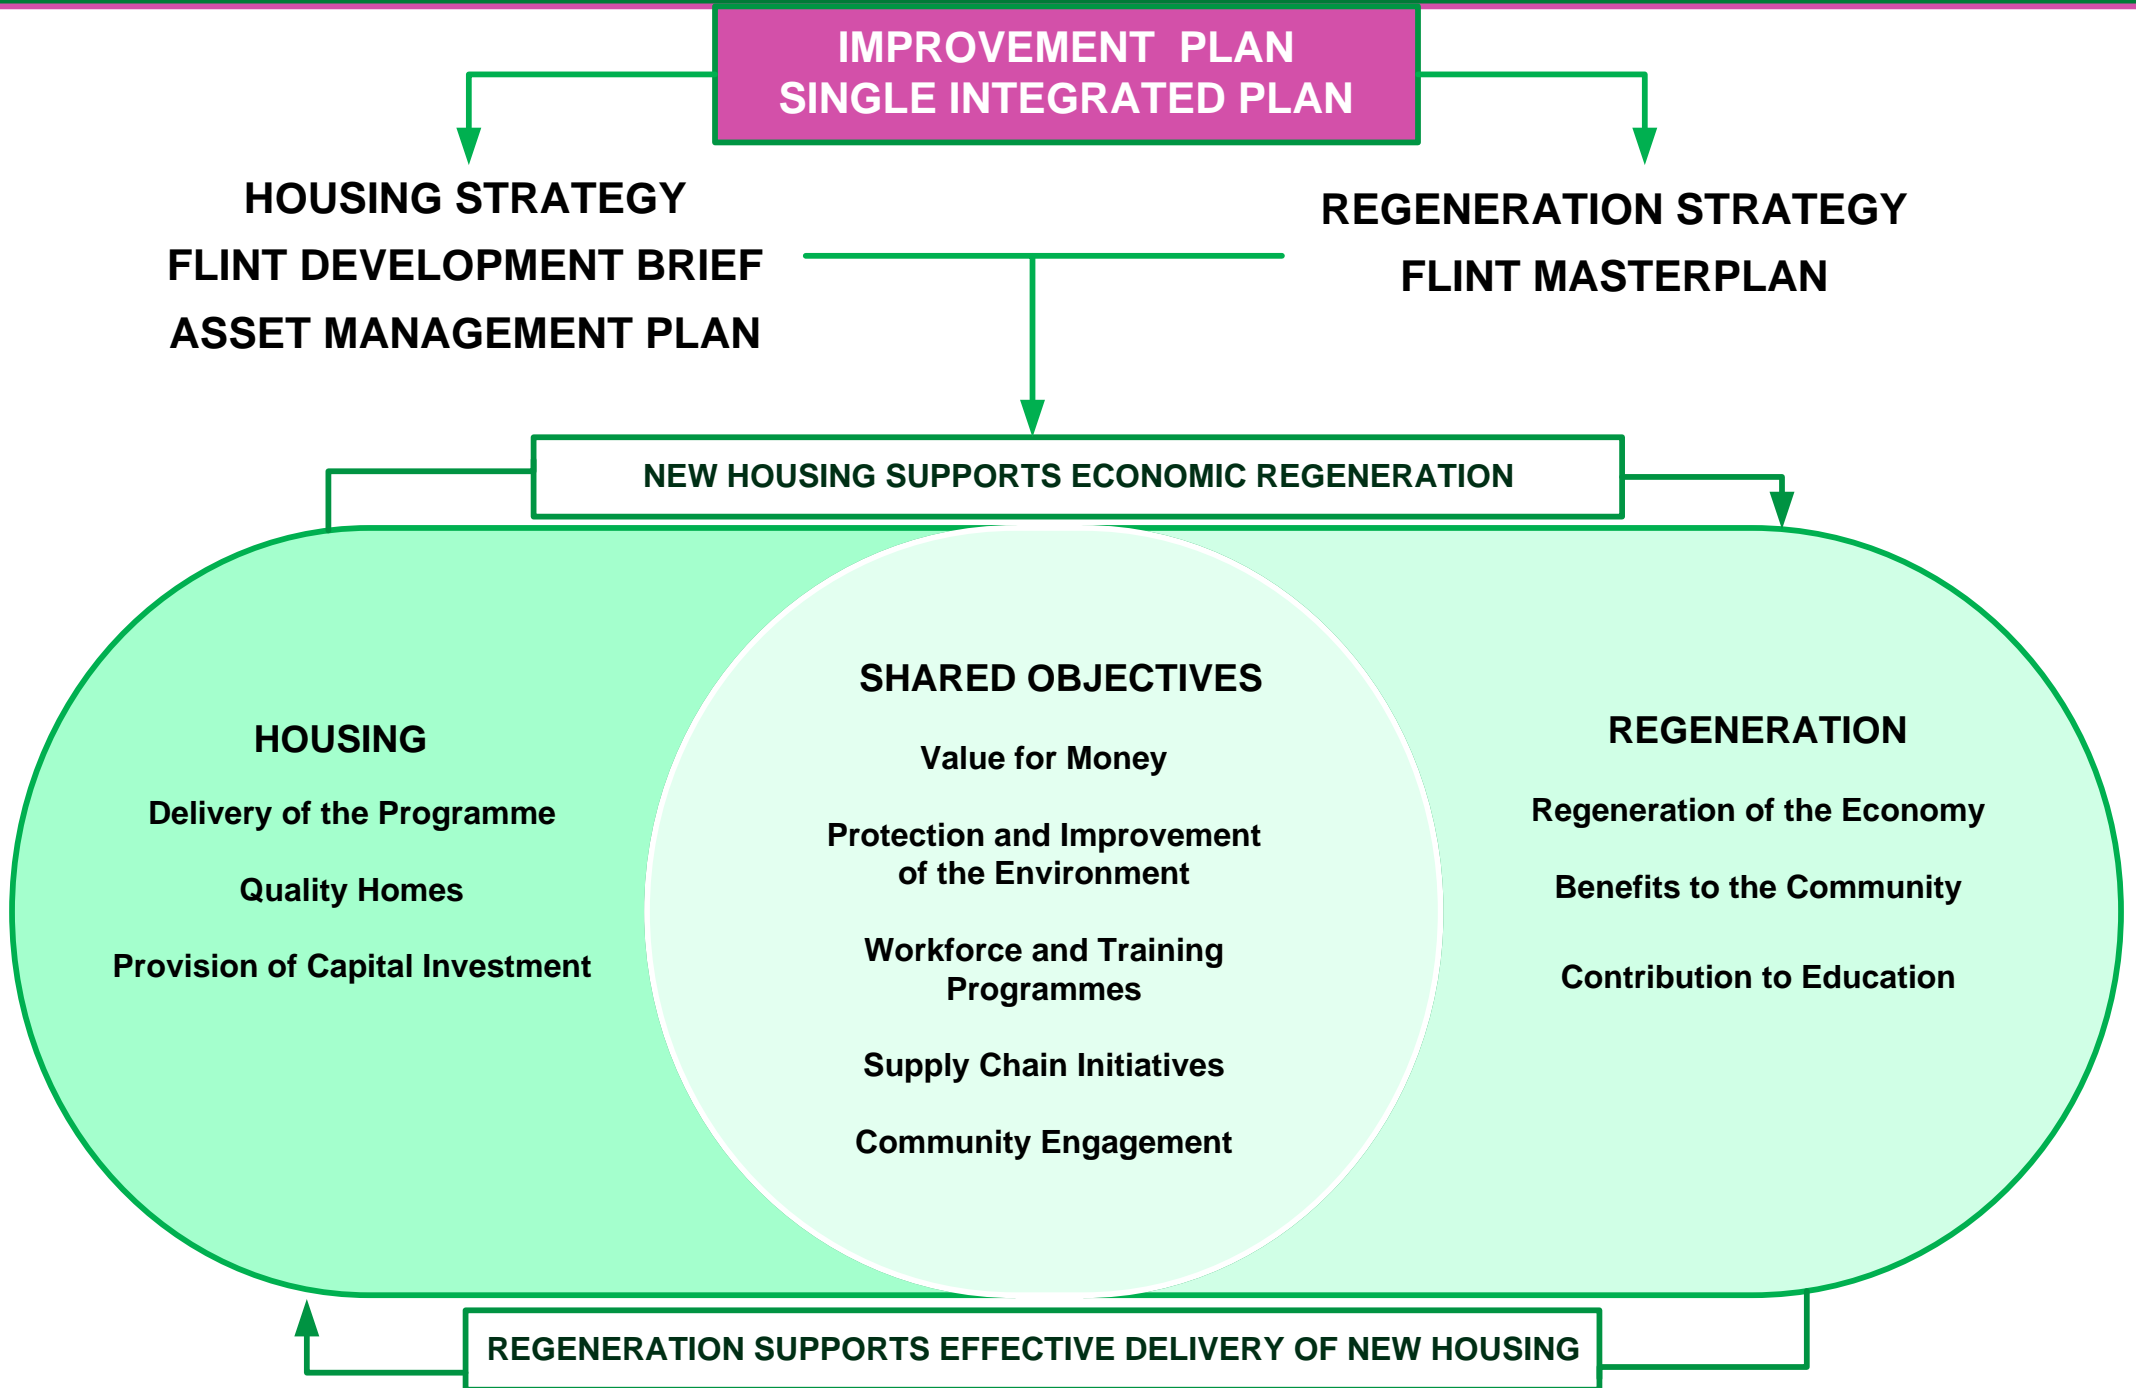 IMPROVEMENT PLAN
SINGLE INTEGRATED PLAN
HOUSING STRATEGY
FLINT DEVELOPMENT BRIEF
ASSET MANAGEMENT PLAN
REGENERATION STRATEGY
FLINT MASTERPLAN
NEW HOUSING SUPPORTS ECONOMIC REGENERATION
HOUSING
Delivery of the Programme
Quality Homes
Provision of Capital Investment
SHARED OBJECTIVES
Value for Money
Protection and Improvement
of the Environment
Workforce and Training
Programmes
Supply Chain Initiatives
Community Engagement
REGENERATION
Regeneration of the Economy
Benefits to the Community
Contribution to Education
REGENERATION SUPPORTS EFFECTIVE DELIVERY OF NEW HOUSING